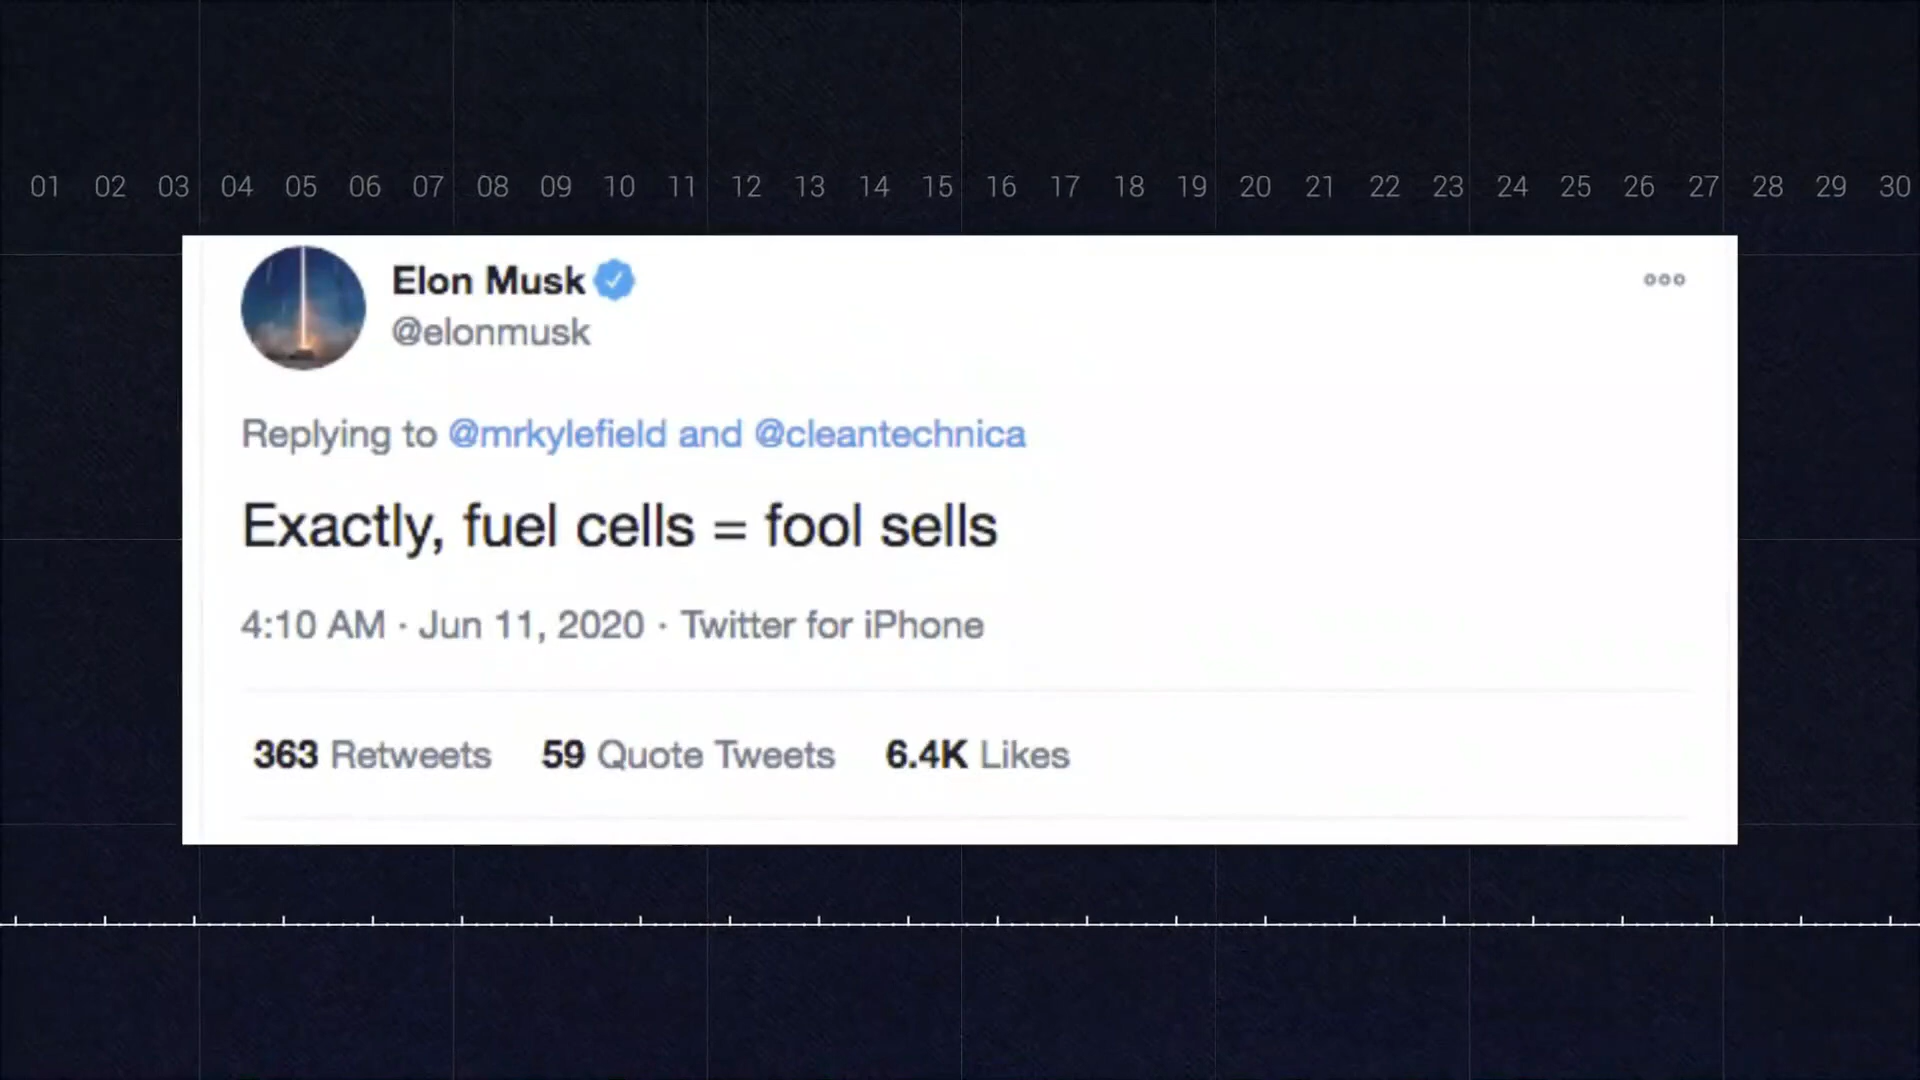 01 02 03 04 05 06 07 08 09 10 11 12 13 14 15 16 17 18 19 20 21 22 23 24 25 26 27 28 29 30
Elon Musk
@elonmusk
Replying to @mrkylefield and @cleantechnica
Exactly, fuel cells = fool sells
4:10 AM · Jun 11, 2020 · Twitter for iPhone
363 Retweets 59 Quote Tweets 6.4K Likes